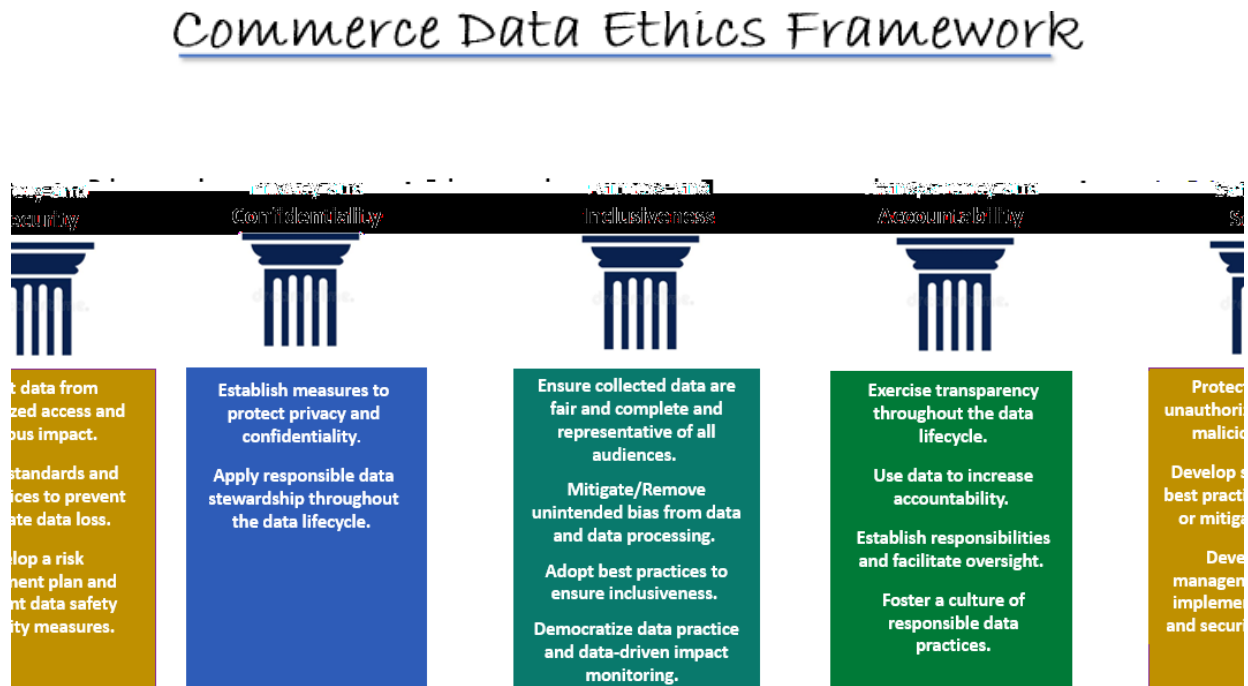 Commerce Data Ethics Framework
ecurity
Confidentiality
Inclusiveness
Accountability
t data from
zed access and
ous impact.
standards and
ices to prevent
ate data loss.
lop a risk
ment plan and
nt data safety
ity measures.
Establish measures to
protect privacy and
confidentiality.
Apply responsible data
stewardship throughout
the data lifecycle.
Ensure collected data are
fair and complete and
representative of all
audiences.
Mitigate/Remove
unintended bias from data
and data processing.
Adopt best practices to
ensure inclusiveness.
Democratize data practice
and data-driven impact
monitoring.
Exercise transparency
throughout the data
lifecycle.
Use data to increase
accountability.
Establish responsibilities
and facilitate oversight.
Foster a culture of
responsible data
practices.
Protec
unauthoriz
malicio
Develop s
best practi
or mitiga
Deve
managen
implemer
and securi